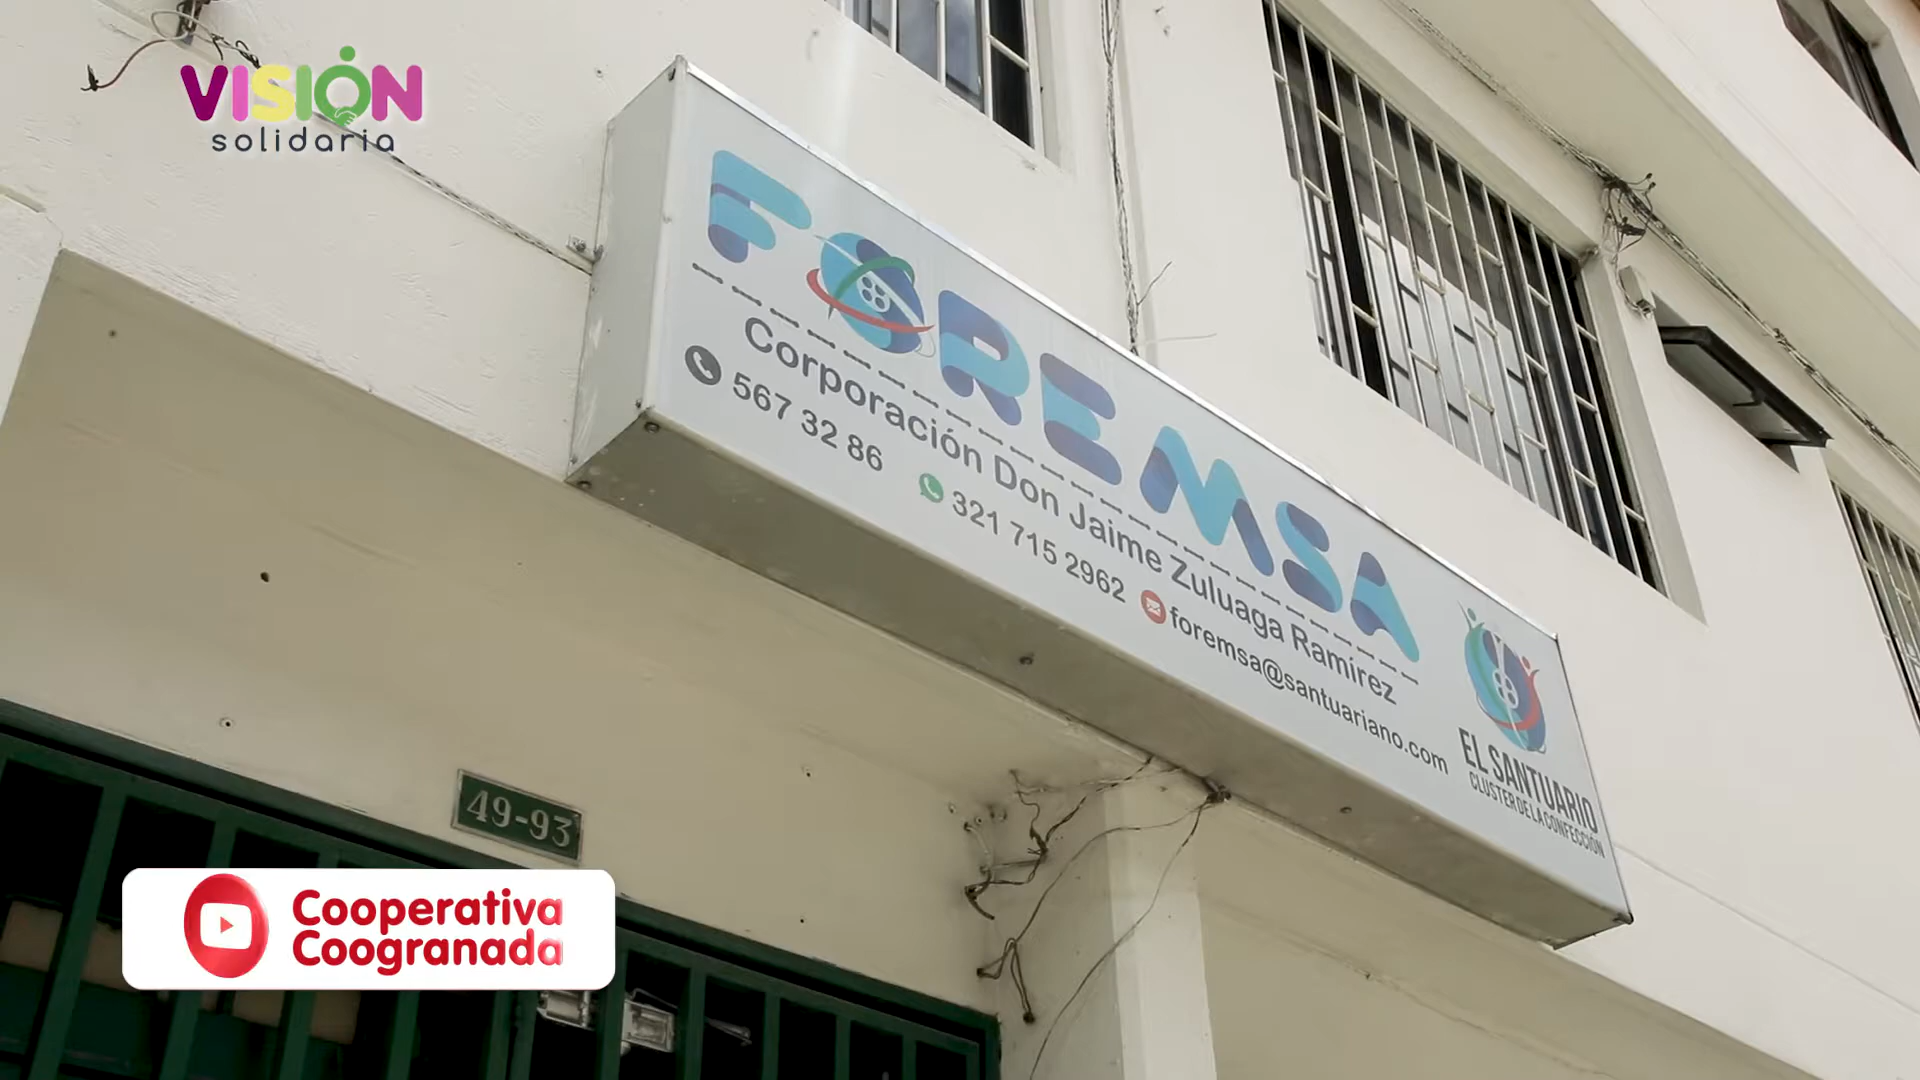 VISIÓN
solidaria
FOREMSA
Corporación Don Jaime Zuluaga Ramírez
567 32 86 321 715 2962 foremsa@santuariano.com
EL SANTUARIO
CLUSTER DE LA CONFECCIÓN
49-93
Cooperativa
Coogranada